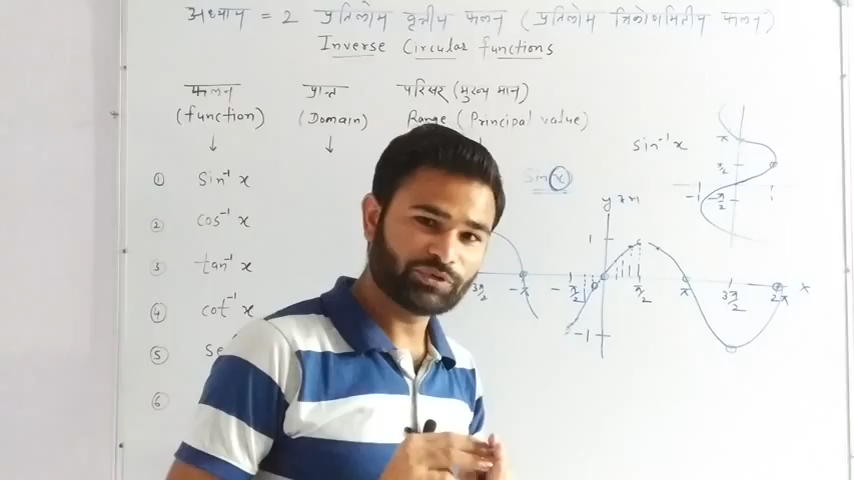 अध्याय = 2 प्रतिलोम वृत्तीय फलन (प्रतिलोम त्रिकोणमितीय फलन)
Inverse Circular functions
फलन प्रान्त परिसर (मुख्य मान)
(function) (Domain) Range (Principal value)
↓ ↓
① Sin⁻¹ x
② cos⁻¹ x
③ tan⁻¹ x
④ cot⁻¹ x
⑤ Se
⑥
Sin x
sin⁻¹ x
π
π/2
-1 1
-π/2
1
3π/2 -π -π/2 π/2 π 3π/2 2π x
-1